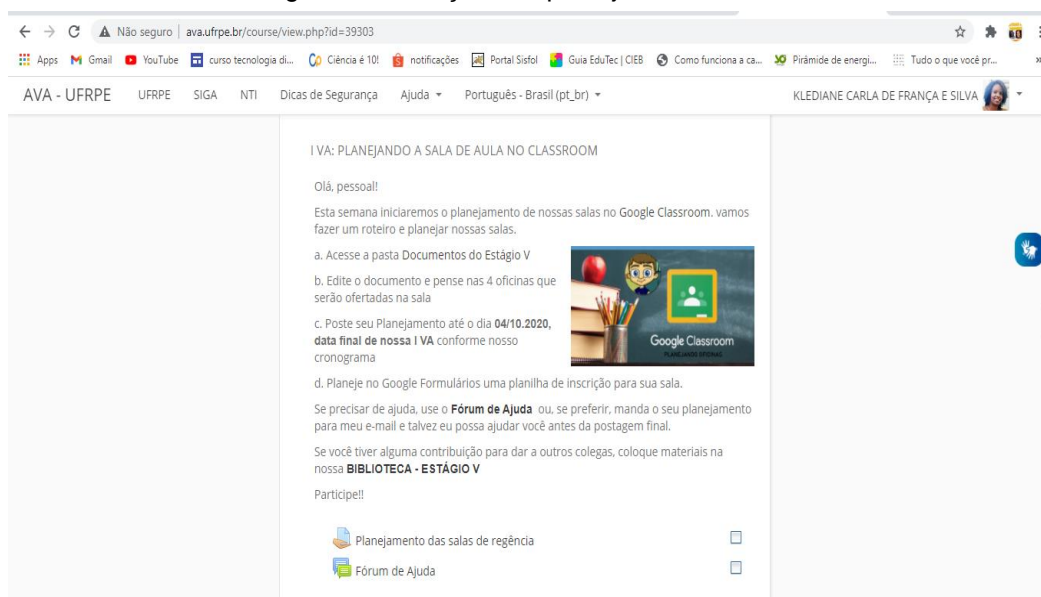 Não seguro | ava.ufrpe.br/course/view.php?id=39303
Apps Gmail YouTube curso tecnologia di... Ciência é 10! notificações Portal Sisfol Guia EduTec | CIEB Como funciona a ca... Pirâmide de energi... Tudo o que você pr... »
AVA - UFRPE UFRPE SIGA NTI Dicas de Segurança Ajuda Português - Brasil (pt_br) KLEDIANE CARLA DE FRANÇA E SILVA
I VA: PLANEJANDO A SALA DE AULA NO CLASSROOM
Olá, pessoal!
Esta semana iniciaremos o planejamento de nossas salas no Google Classroom. vamos
fazer um roteiro e planejar nossas salas.
a. Acesse a pasta Documentos do Estágio V
b. Edite o documento e pense nas 4 oficinas que
serão ofertadas na sala
c. Poste seu Planejamento até o dia 04/10.2020,
data final de nossa I VA conforme nosso
cronograma
Google Classroom
PLANEJANDO OFICINAS
d. Planeje no Google Formulários uma planilha de inscrição para sua sala.
Se precisar de ajuda, use o Fórum de Ajuda ou, se preferir, manda o seu planejamento
para meu e-mail e talvez eu possa ajudar você antes da postagem final.
Se você tiver alguma contribuição para dar a outros colegas, coloque materiais na
nossa BIBLIOTECA - ESTÁGIO V
Participe!!
Planejamento das salas de regência
Fórum de Ajuda